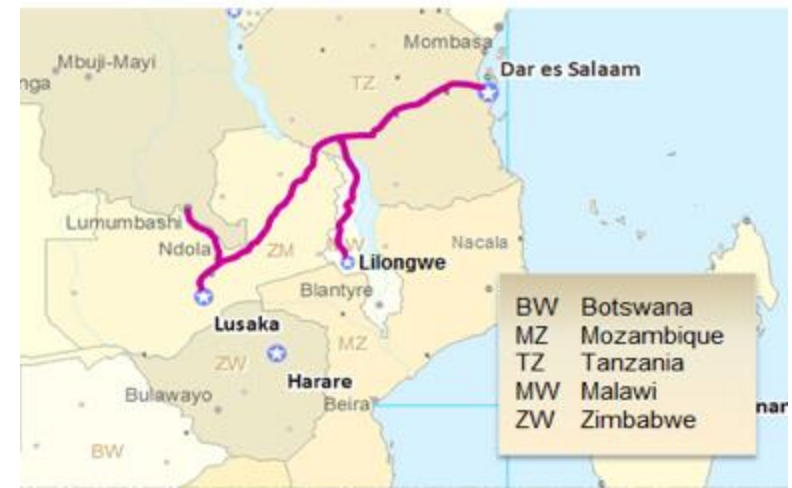 Mombasa
Mbuji-Mayi
Dar es Salaam
TZ
Lumumbashi
Ndola
ZM
MW
Nacala
Lilongwe
Blantyre
Lusaka
MZ
ZW
Harare
Bulawayo
Beira
BW
BW Botswana
MZ Mozambique
TZ Tanzania
MW Malawi
ZW Zimbabwe